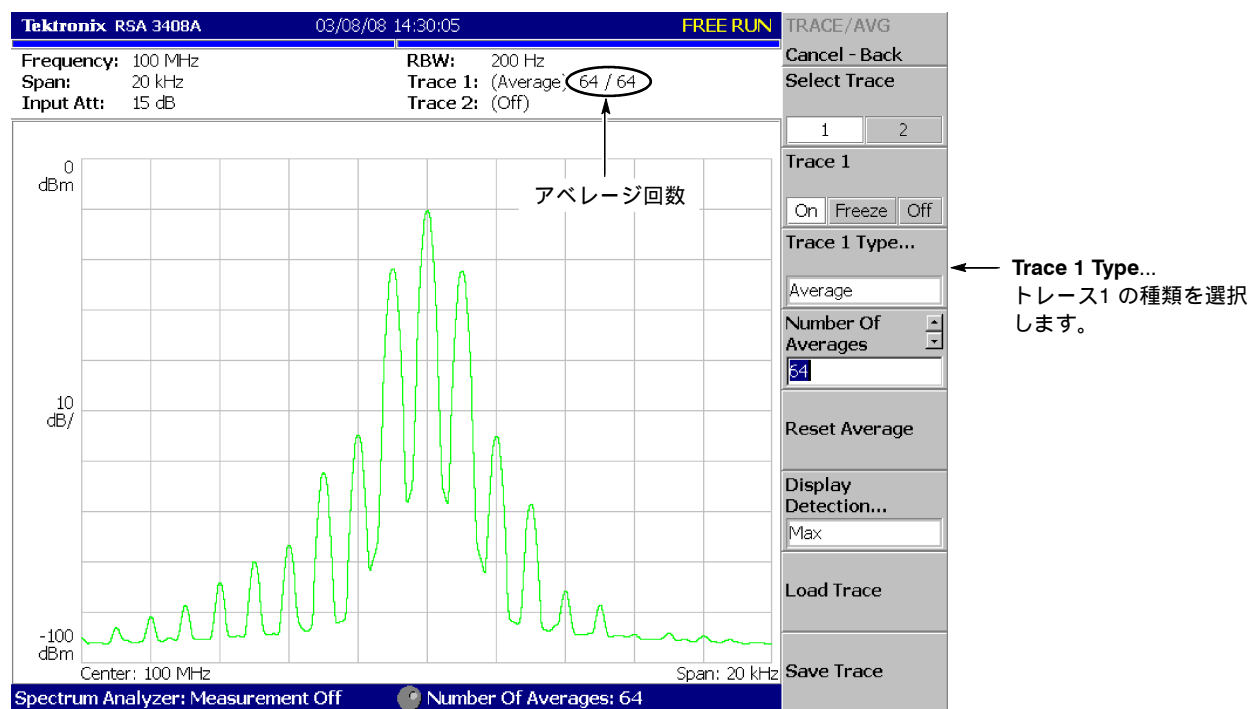 Tektronix RSA 3408A 03/08/08 14:30:05 FREE RUN
Frequency: 100 MHz
Span: 20 kHz
Input Att: 15 dB
RBW: 200 Hz
Trace 1: (Average) 64 / 64
Trace 2: (Off)
アベレージ回数
0
dBm
10
dB/
-100
dBm
Center: 100 MHz
Span: 20 kHz
Spectrum Analyzer: Measurement Off
Number Of Averages: 64
TRACE/AVG
Cancel - Back
Select Trace
1 2
Trace 1
On Freeze Off
Trace 1 Type...
Average
Number Of
Averages
64
Reset Average
Display
Detection...
Max
Load Trace
Save Trace
Trace 1 Type...
トレース1 の種類を選択
します。